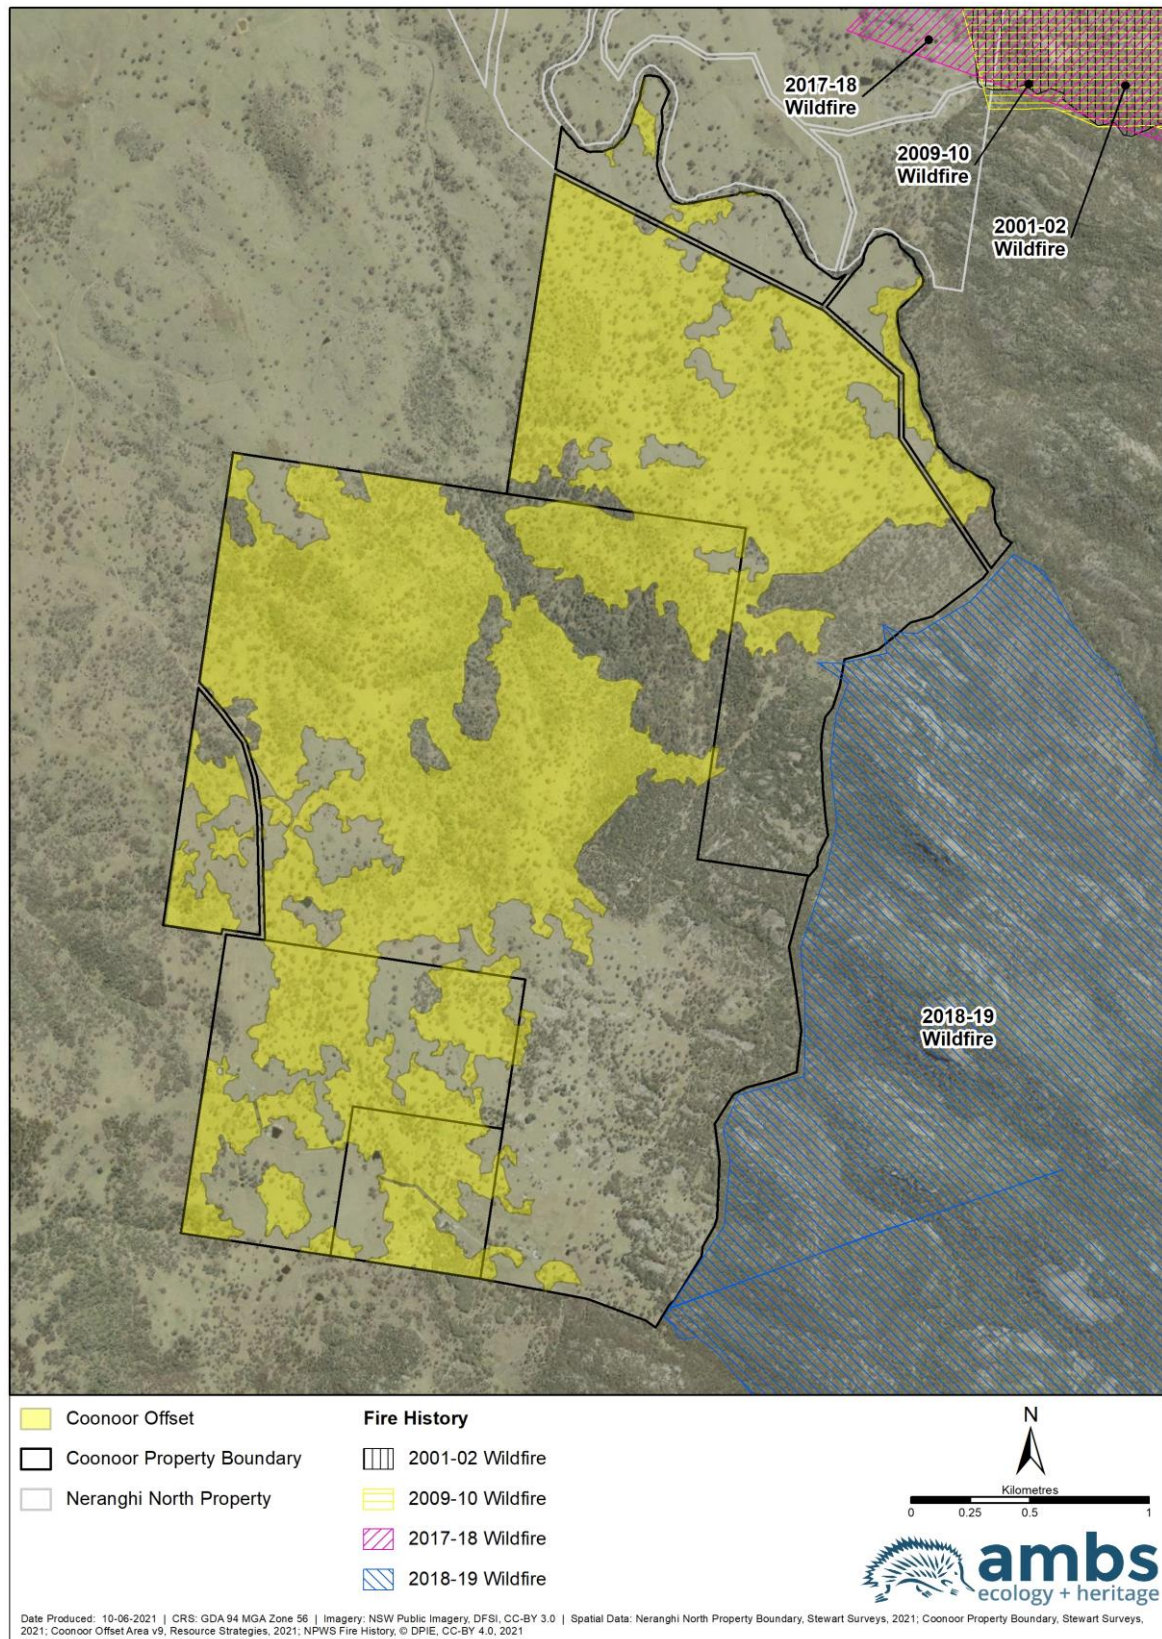 2017-18
Wildfire
2009-10
Wildfire
2001-02
Wildfire
2018-19
Wildfire
Coonoor Offset
Coonoor Property Boundary
Neranghi North Property
Fire History
2001-02 Wildfire
2009-10 Wildfire
2017-18 Wildfire
2018-19 Wildfire
N
Kilometres
0 0.25 0.5 1
ambs
ecology + heritage
Date Produced: 10-06-2021 | CRS: GDA 94 MGA Zone 56 | Imagery: NSW Public Imagery, DFSI, CC-BY 3.0 | Spatial Data: Neranghi North Property Boundary, Stewart Surveys, 2021; Coonoor Property Boundary, Stewart Surveys,
2021; Coonoor Offset Area v9, Resource Strategies, 2021; NPWS Fire History, © DPIE, CC-BY 4.0, 2021